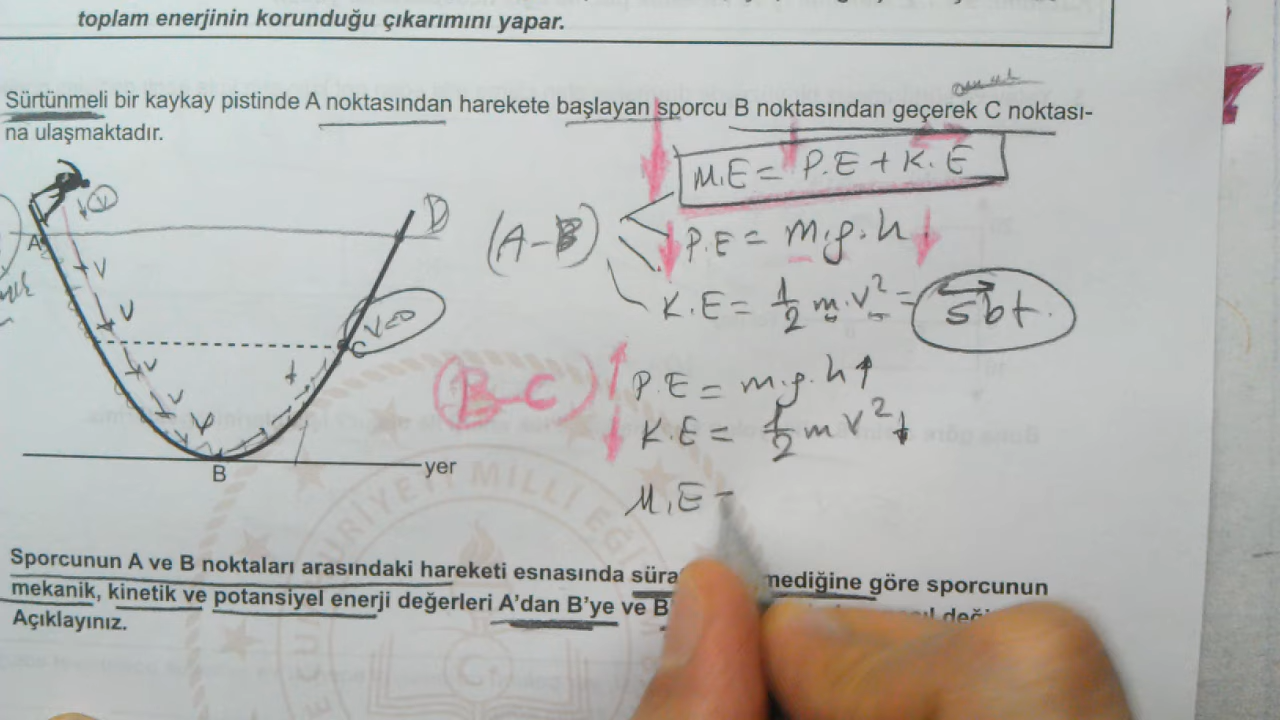 toplam enerjinin korunduğu çıkarımını yapar.
Sürtünmeli bir kaykay pistinde A noktasından harekete başlayan sporcu B noktasından geçerek C noktası-
na ulaşmaktadır.
M.E = P.E + K.E
(A-B)
P.E = m.g.h
K.E = 1/2 m.v² = sbt.
(B-C)
P.E = m.g.h↑
K.E = 1/2 m v²↓
M.E =
A
V
V
V
V
V
V
D
V=0
C
B
yer
Sporcunun A ve B noktaları arasındaki hareketi esnasında göre sporcunun
mekanik, kinetik ve potansiyel enerji değerleri A'dan B'ye ve
Açıklayınız.